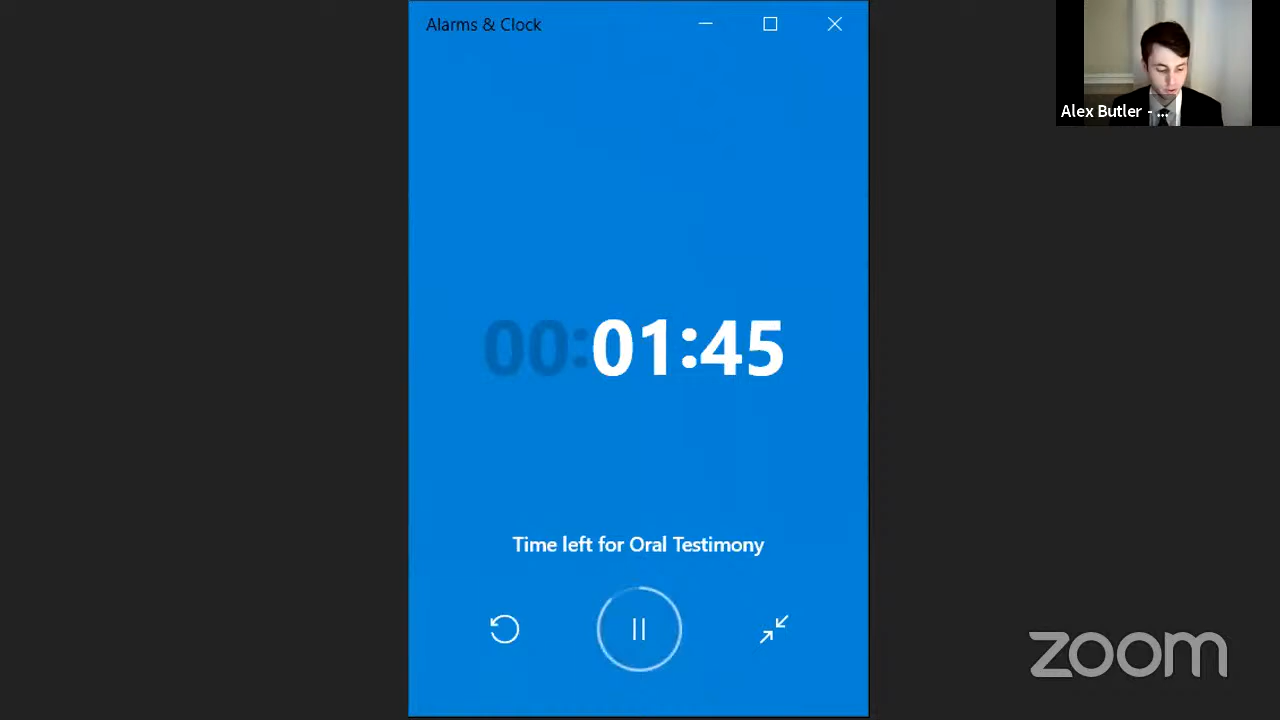 Alarms & Clock
Alex Butler - ...
00:01:45
Time left for Oral Testimony
zoom